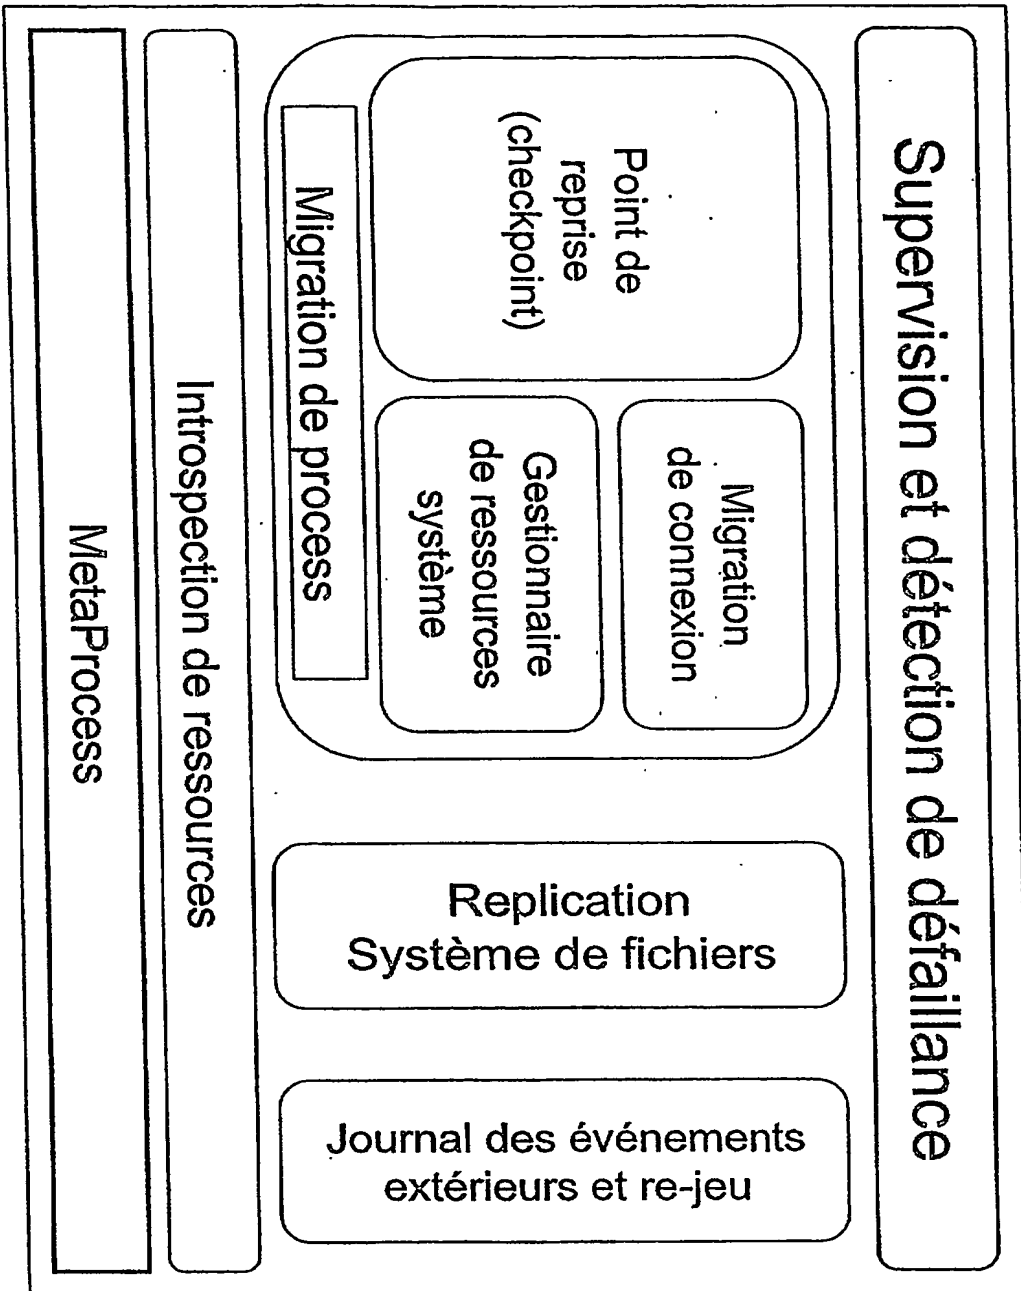 Supervision et détection de défaillance
Point de
reprise
(checkpoint)
Migration
de connexion
Gestionnaire
de ressources
système
Migration de process
Replication
Système de fichiers
Journal des événements
extérieurs et re-jeu
Introspection de ressources
MetaProcess